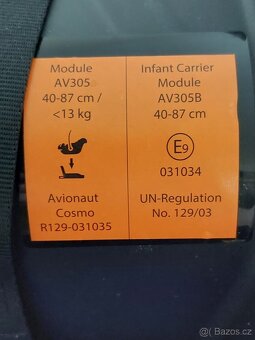 Module
AV305
40-87 cm /
<13 kg
Avionaut
Cosmo
R129-031035
Infant Carrier
Module
AV305B
40-87 cm
E9
031034
UN-Regulation
No. 129/03
bazoš.cz